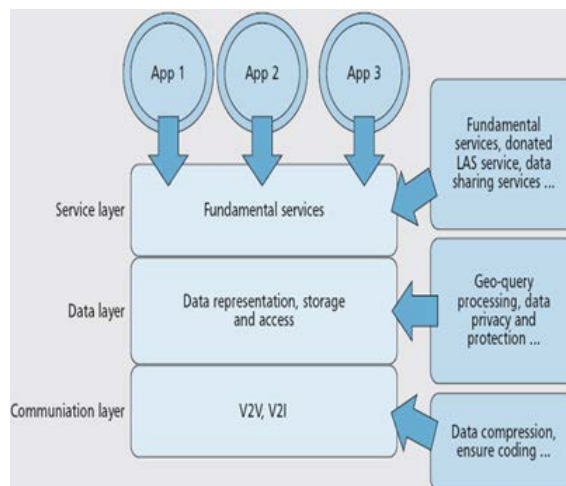 App 1
App 2
App 3
Fundamental
services, donated
LAS service, data
sharing services ...
Service layer
Fundamental services
Geo-query
processing, data
privacy and
protection ...
Data layer
Data representation, storage
and access
Communiation layer
V2V, V2I
Data compression,
ensure coding ...